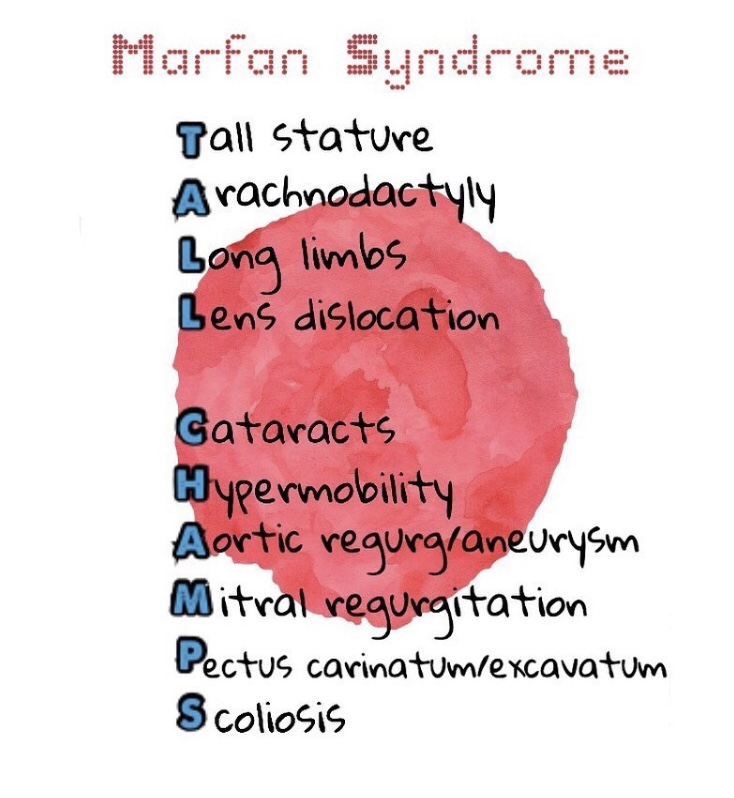 Marfan Syndrome
Tall stature
Arachnodactyly
Long limbs
Lens dislocation
Cataracts
Hypermobility
Aortic regurg/aneurysm
Mitral regurgitation
Pectus carinatum/excavatum
Scoliosis